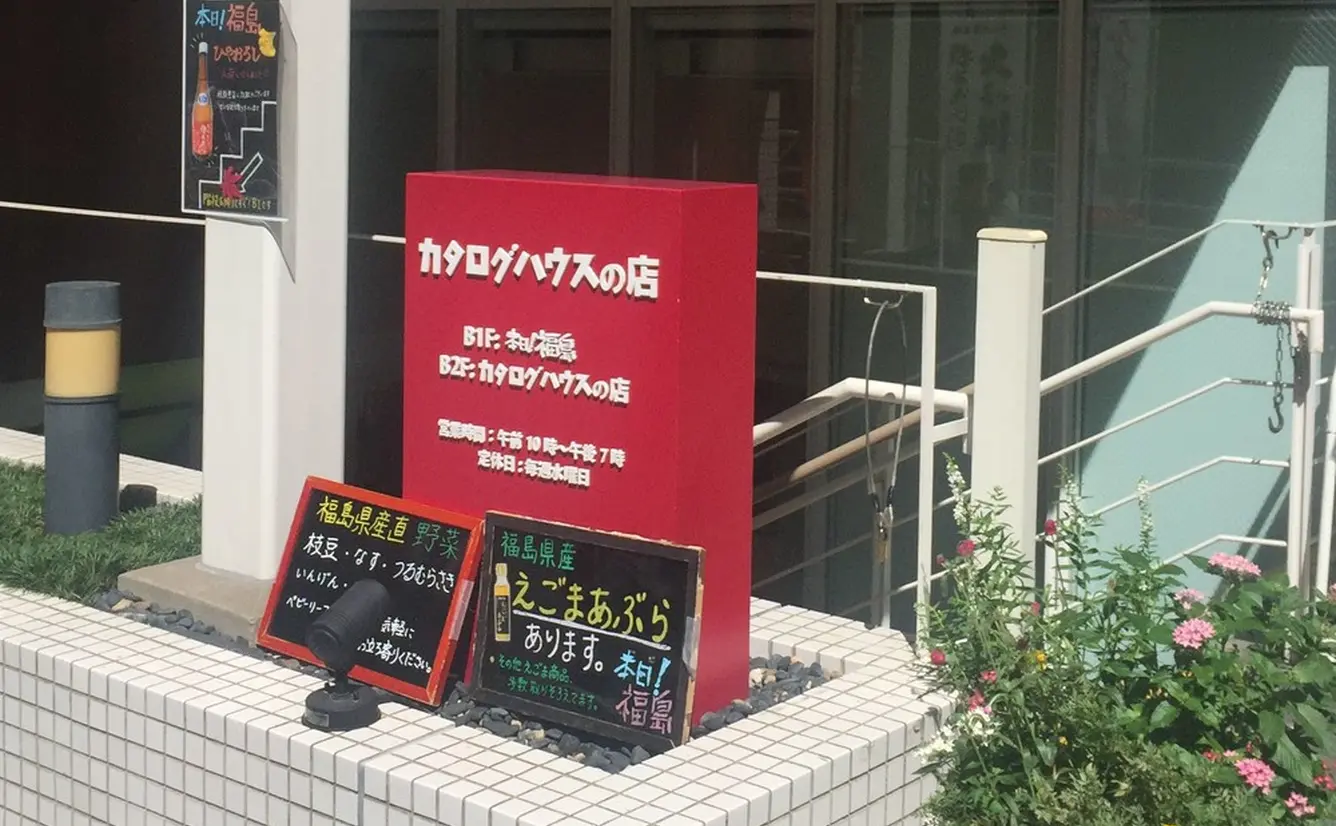 本日!福島
ひやおろし
カタログハウスの店
B1F: 本日!福島
B2F: カタログハウスの店
営業時間:午前10時〜午後7時
定休日:毎週水曜日
福島県産直 野菜
枝豆・なす・つるむらさき
いんげん・
ベビーリーフ
お気軽に
お立ち寄りください。
福島県産
えごまあぶら
あります。
・その他えごま商品、
多数取りそろえてます。
本日!
福島